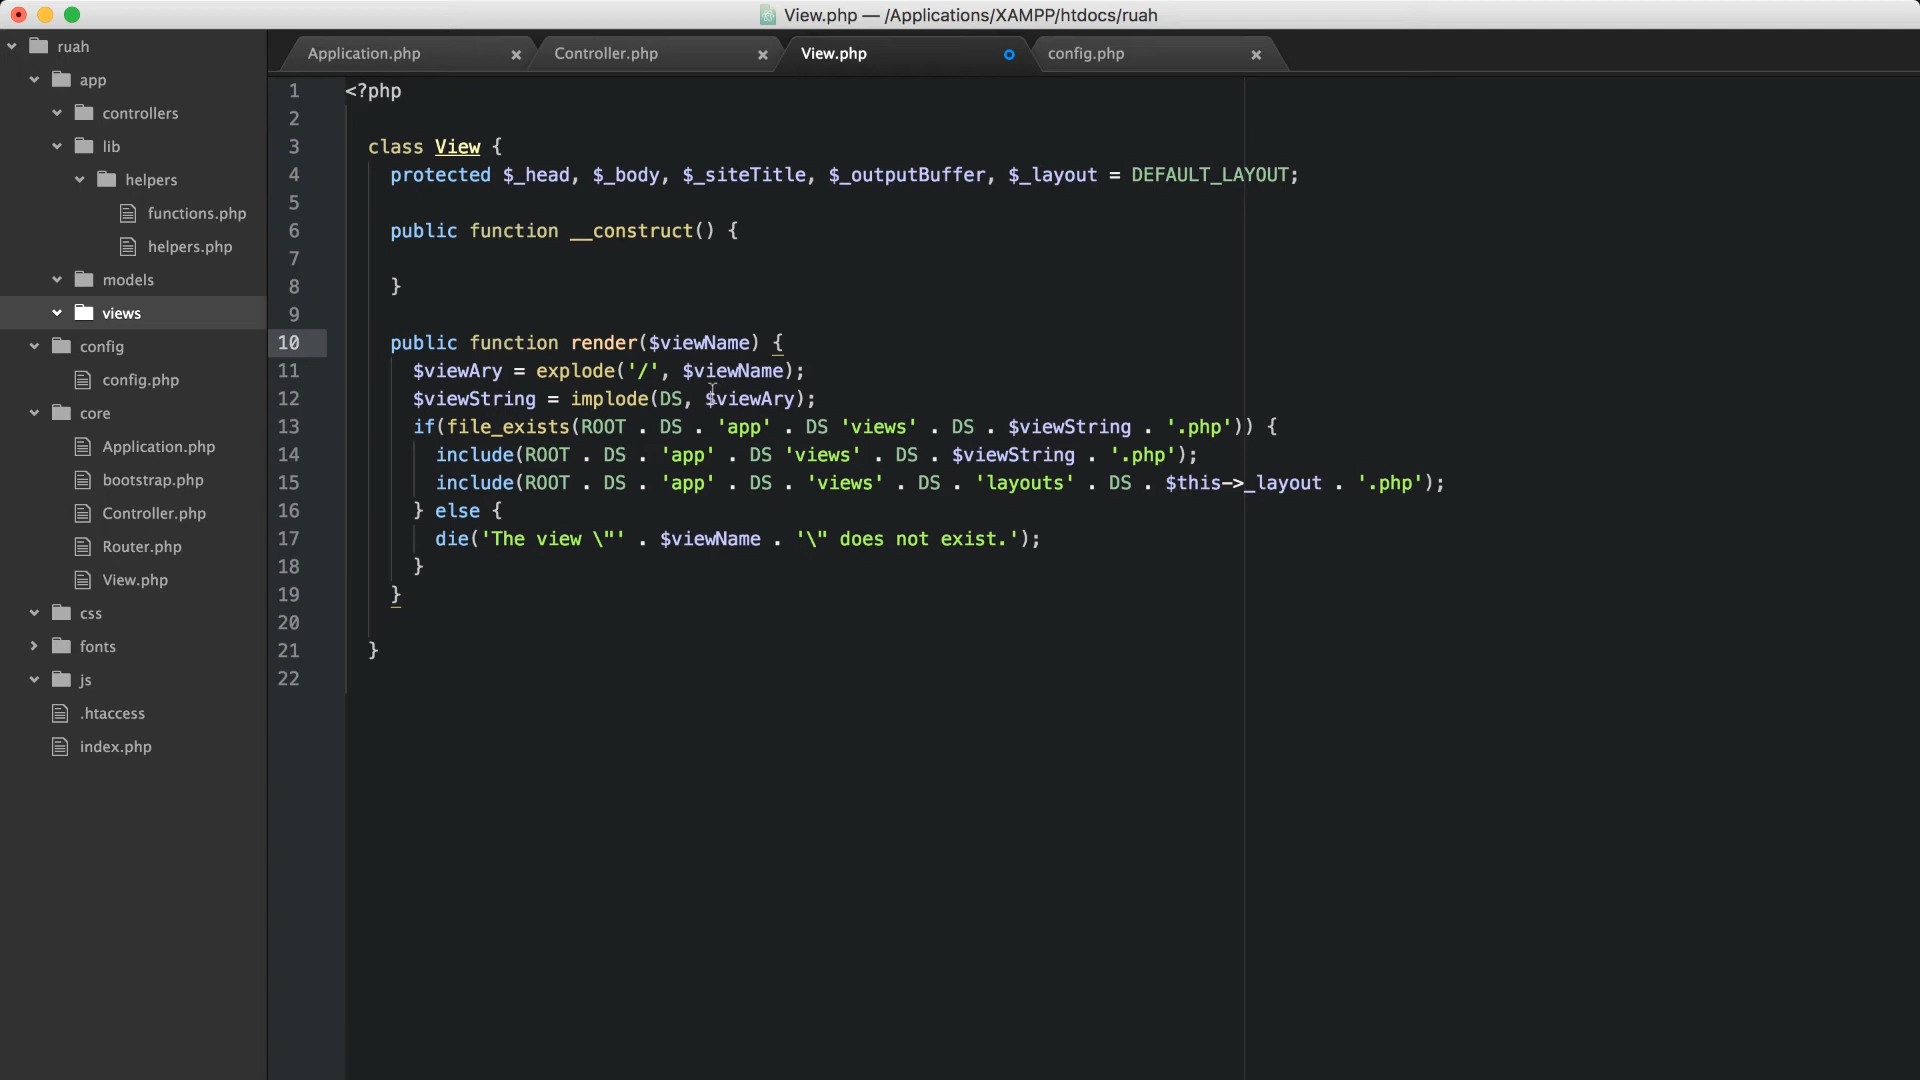 View.php — /Applications/XAMPP/htdocs/ruah
ruah
app
controllers
lib
helpers
functions.php
helpers.php
models
views
config
config.php
core
Application.php
bootstrap.php
Controller.php
Router.php
View.php
css
fonts
js
.htaccess
index.php
Application.php
Controller.php
View.php
config.php
1 <?php
2
3 class View {
4 protected $_head, $_body, $_siteTitle, $_outputBuffer, $_layout = DEFAULT_LAYOUT;
5
6 public function __construct() {
7
8 }
9
10 public function render($viewName) {
11 $viewAry = explode('/', $viewName);
12 $viewString = implode(DS, $viewAry);
13 if(file_exists(ROOT . DS . 'app' . DS 'views' . DS . $viewString . '.php')) {
14 include(ROOT . DS . 'app' . DS 'views' . DS . $viewString . '.php');
15 include(ROOT . DS . 'app' . DS . 'views' . DS . 'layouts' . DS . $this->_layout . '.php');
16 } else {
17 die('The view \"' . $viewName . '\" does not exist.');
18 }
19 }
20
21 }
22